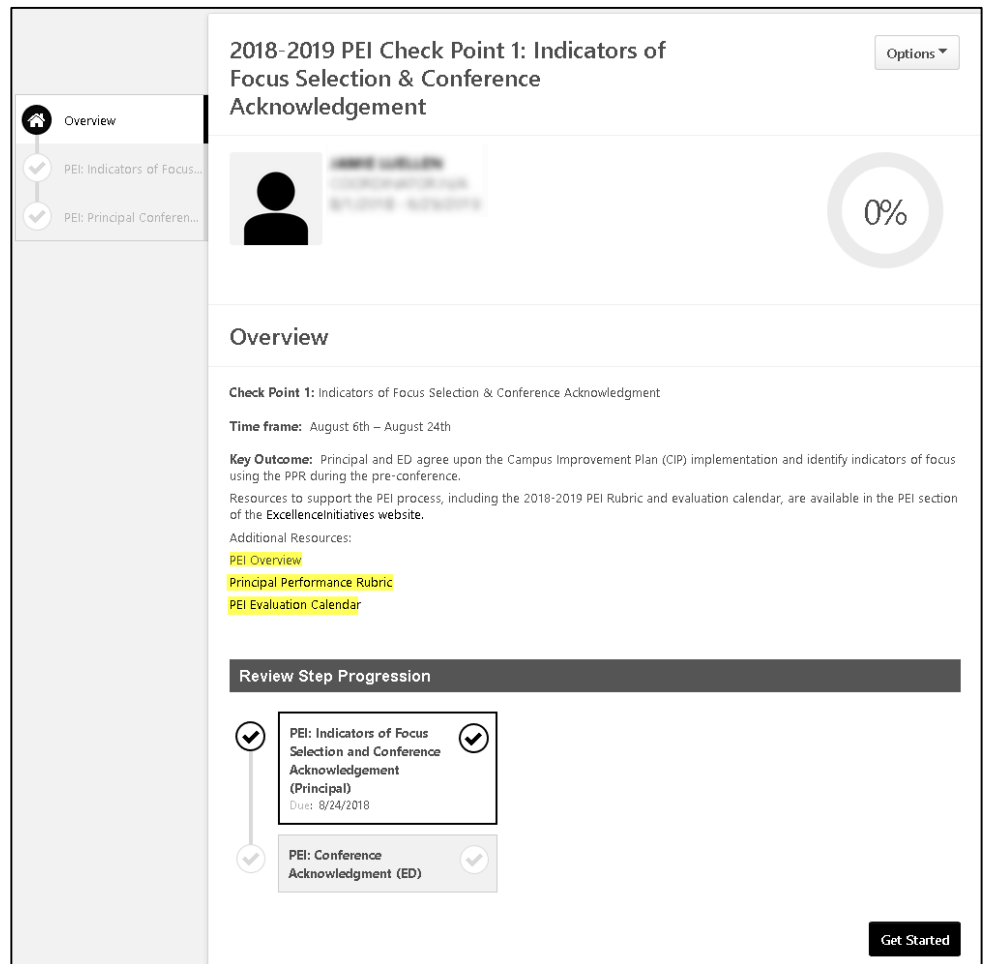 2018-2019 PEI Check Point 1: Indicators of
Focus Selection & Conference
Acknowledgement
Options
Overview
PEI: Indicators of Focus...
PEI: Principal Conferen...
0%
Overview
Check Point 1: Indicators of Focus Selection & Conference Acknowledgment
Time frame: August 6th – August 24th
Key Outcome: Principal and ED agree upon the Campus Improvement Plan (CIP) implementation and identify indicators of focus
using the PPR during the pre-conference.
Resources to support the PEI process, including the 2018-2019 PEI Rubric and evaluation calendar, are available in the PEI section
of the ExcellenceInitiatives website.
Additional Resources:
PEI Overview
Principal Performance Rubric
PEI Evaluation Calendar
Review Step Progression
PEI: Indicators of Focus
Selection and Conference
Acknowledgement
(Principal)
Due: 8/24/2018
PEI: Conference
Acknowledgment (ED)
Get Started